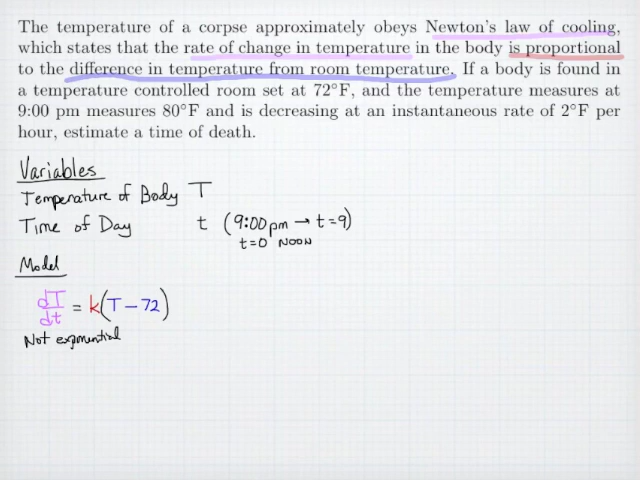 The temperature of a corpse approximately obeys Newton's law of cooling,
which states that the rate of change in temperature in the body is proportional
to the difference in temperature from room temperature. If a body is found in
a temperature controlled room set at 72°F, and the temperature measures at
9:00 pm measures 80°F and is decreasing at an instantaneous rate of 2°F per
hour, estimate a time of death.
Variables
Temperature of Body T
Time of Day t (9:00pm → t=9)
t=0 NOON
Model
dT/dt = k(T-72)
Not exponential